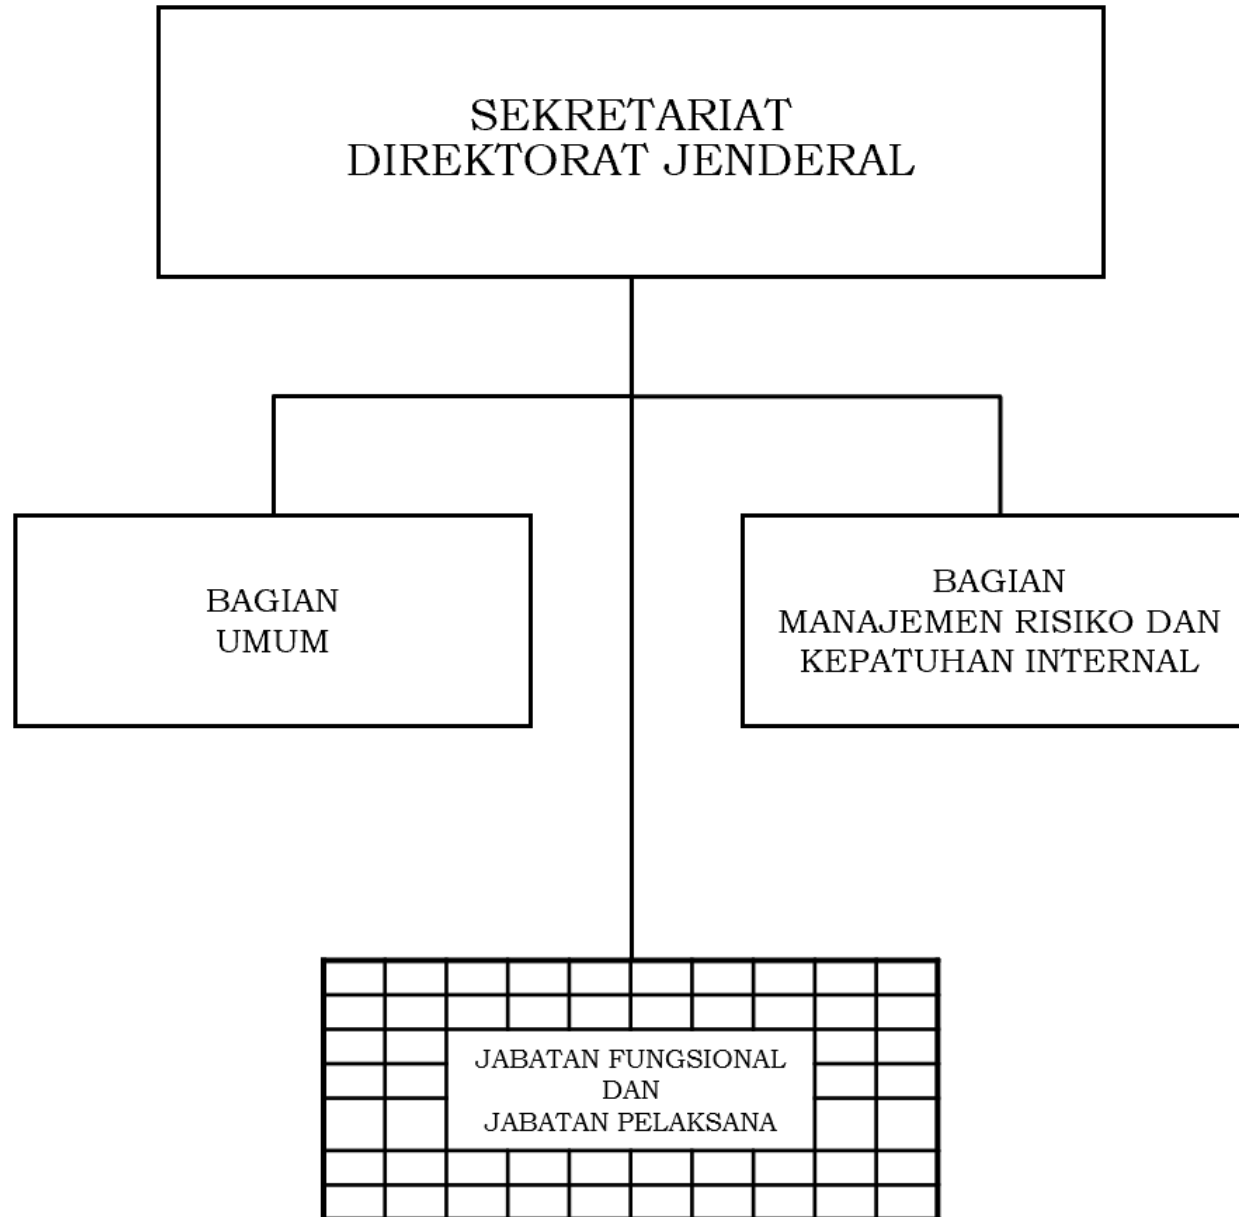 SEKRETARIAT
DIREKTORAT JENDERAL
BAGIAN
UMUM
BAGIAN
MANAJEMEN RISIKO DAN
KEPATUHAN INTERNAL
JABATAN FUNGSIONAL
DAN
JABATAN PELAKSANA